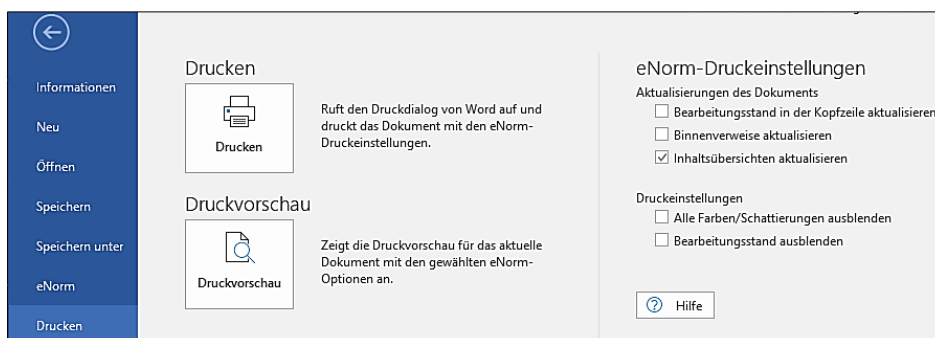 Informationen
Neu
Öffnen
Speichern
Speichern unter
eNorm
Drucken
Drucken
Drucken
Ruft den Druckdialog von Word auf und
druckt das Dokument mit den eNorm-
Druckeinstellungen.
Druckvorschau
Druckvorschau
Zeigt die Druckvorschau für das aktuelle
Dokument mit den gewählten eNorm-
Optionen an.
eNorm-Druckeinstellungen
Aktualisierungen des Dokuments
Bearbeitungsstand in der Kopfzeile aktualisieren
Binnenverweise aktualisieren
Inhaltsübersichten aktualisieren
Druckeinstellungen
Alle Farben/Schattierungen ausblenden
Bearbeitungsstand ausblenden
Hilfe